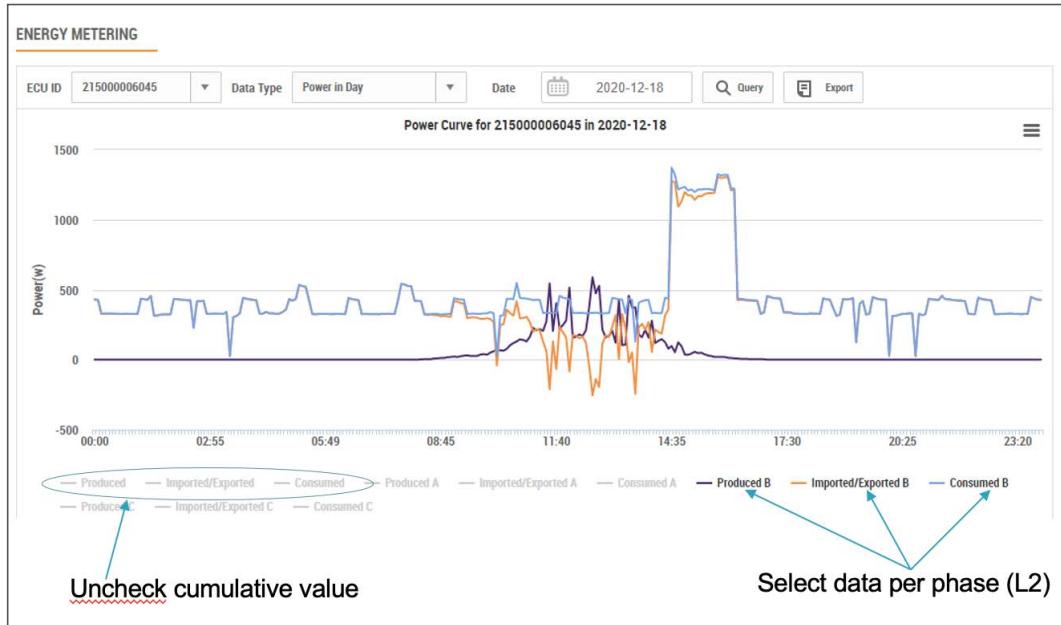 ENERGY METERING
ECU ID 215000006045 Data Type Power in Day Date 2020-12-18 Query Export
Power Curve for 215000006045 in 2020-12-18
1500
1000
500
0
-500
Power(w)
00:00 02:55 05:49 08:45 11:40 14:35 17:30 20:25 23:20
Produced Imported/Exported Consumed Produced A Imported/Exported A Consumed A Produced B Imported/Exported B Consumed B
Produced C Imported/Exported C Consumed C
Uncheck cumulative value
Select data per phase (L2)